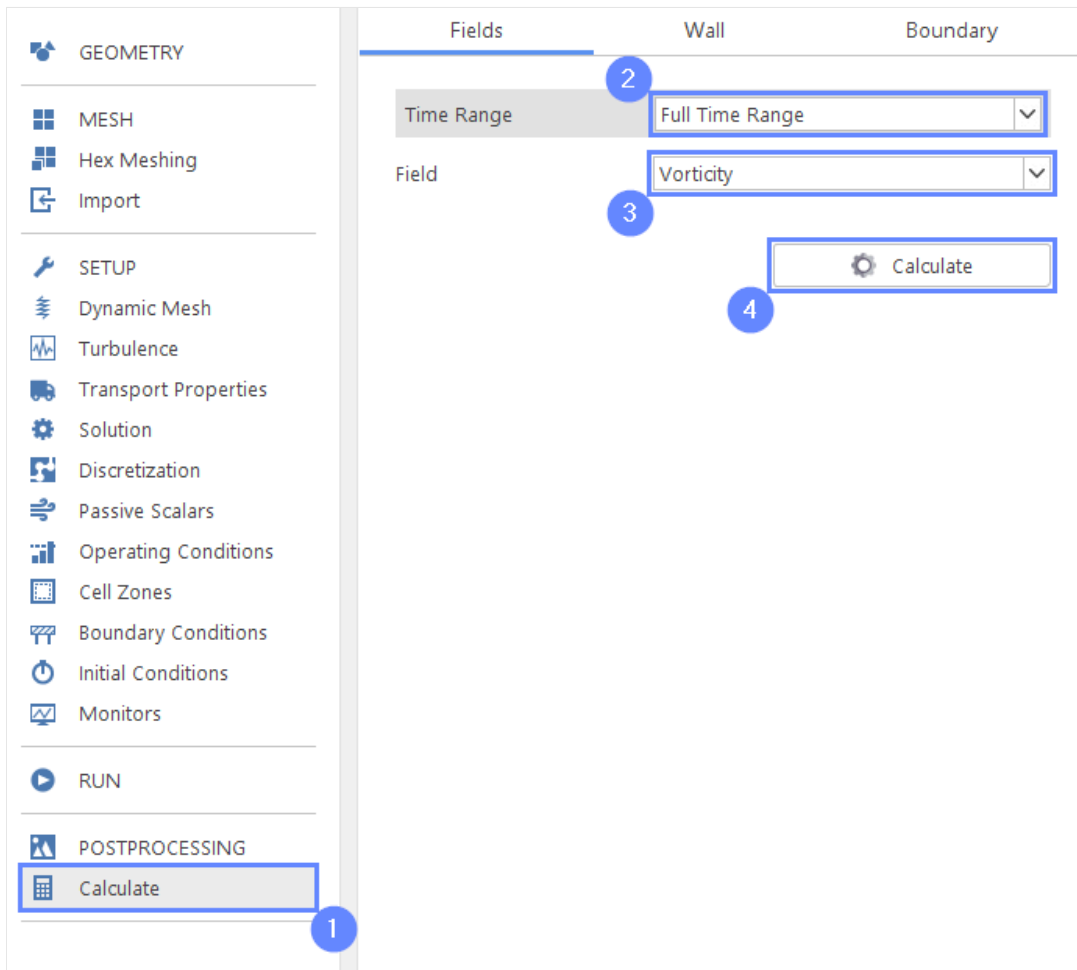 GEOMETRY
MESH
Hex Meshing
Import
SETUP
Dynamic Mesh
Turbulence
Transport Properties
Solution
Discretization
Passive Scalars
Operating Conditions
Cell Zones
Boundary Conditions
Initial Conditions
Monitors
RUN
POSTPROCESSING
Calculate
1
Fields Wall Boundary
2
Time Range Full Time Range
Field Vorticity
3
Calculate
4